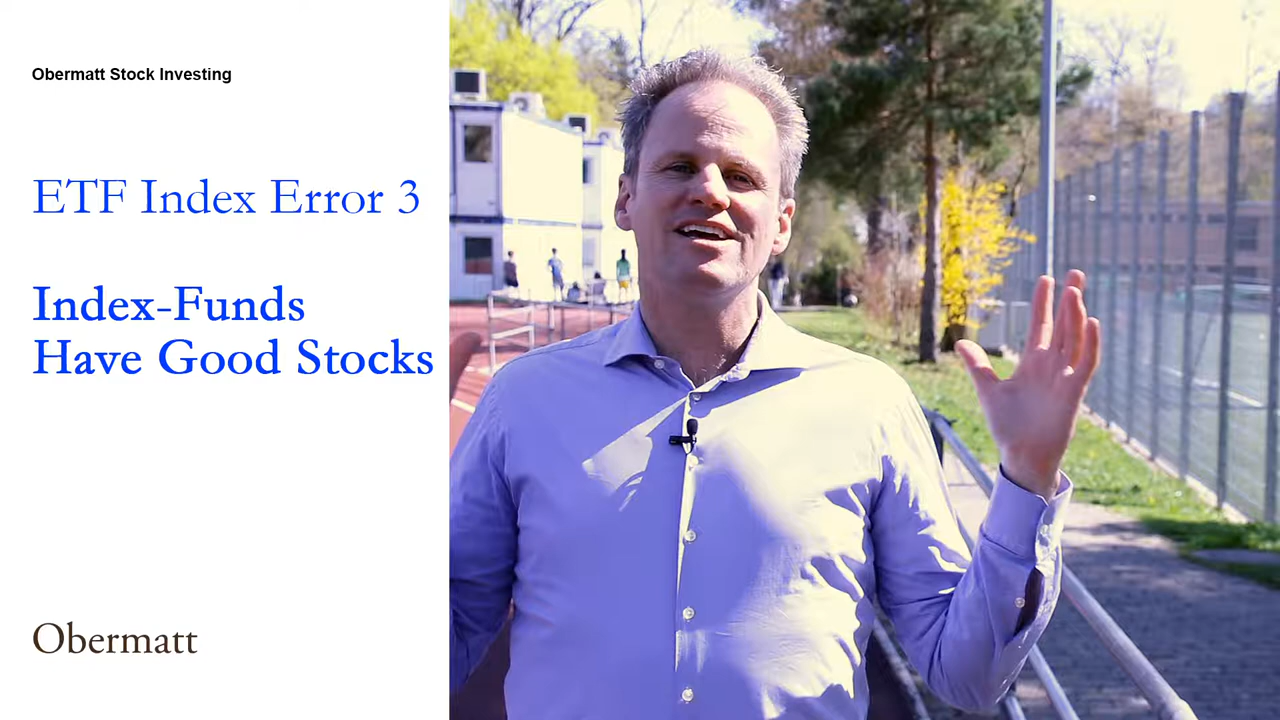 Obermatt Stock Investing
ETF Index Error 3
Index-Funds
Have Good Stocks
Obermatt